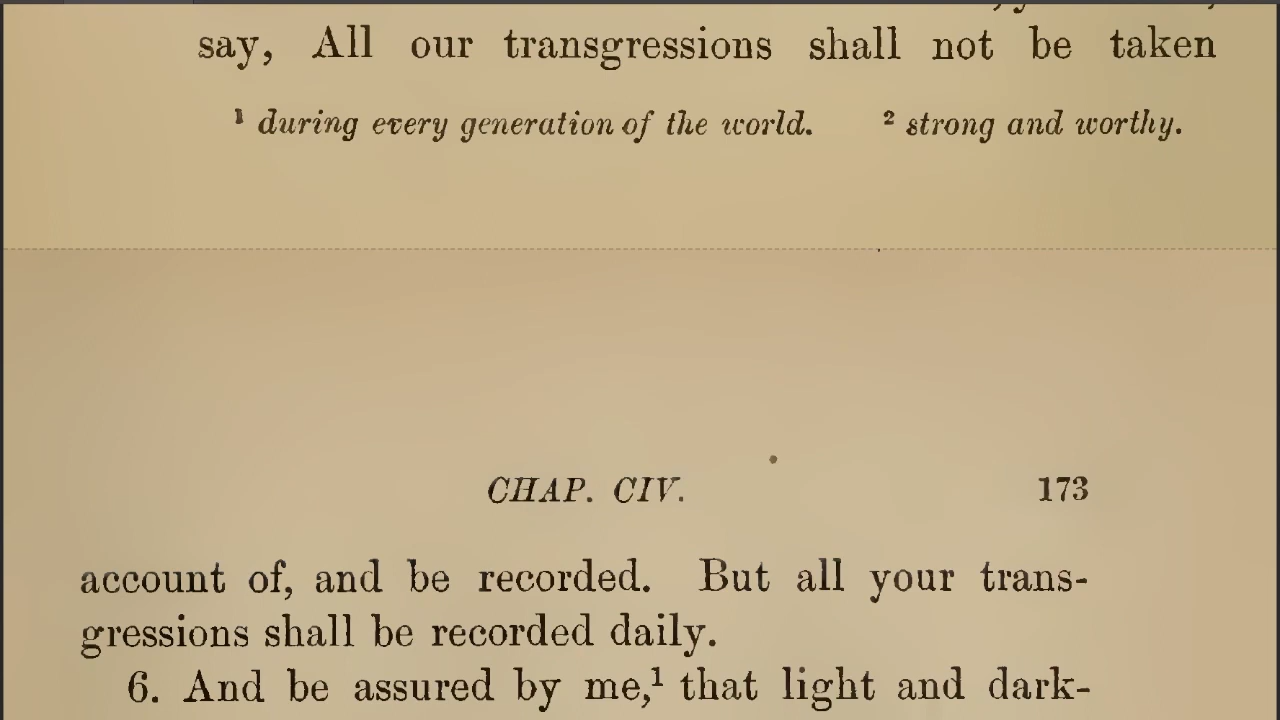 say, All our transgressions shall not be taken
¹ during every generation of the world. ² strong and worthy.
CHAP. CIV. 173
account of, and be recorded. But all your trans-
gressions shall be recorded daily.
6. And be assured by me,¹ that light and dark-